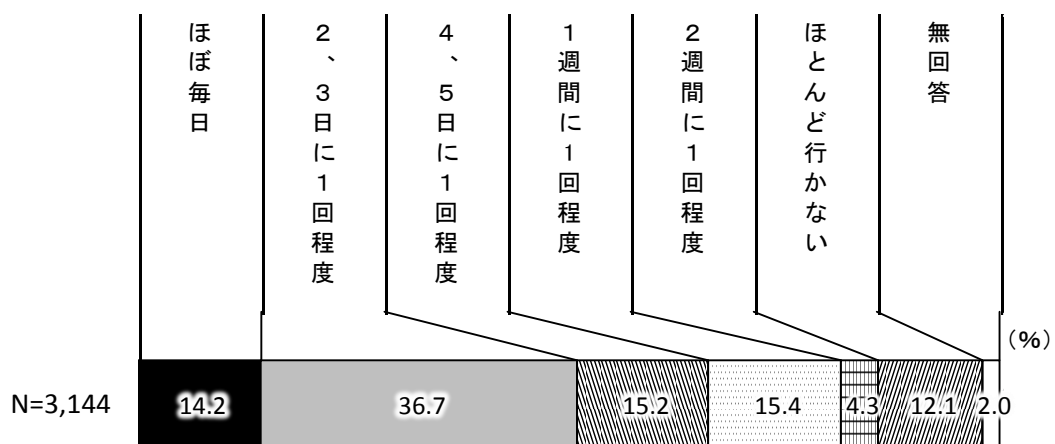 ほぼ毎日
２、３日に１回程度
４、５日に１回程度
１週間に１回程度
２週間に１回程度
ほとんど行かない
無回答
（%）
N=3,144
14.2
36.7
15.2
15.4
4.3
12.1
2.0